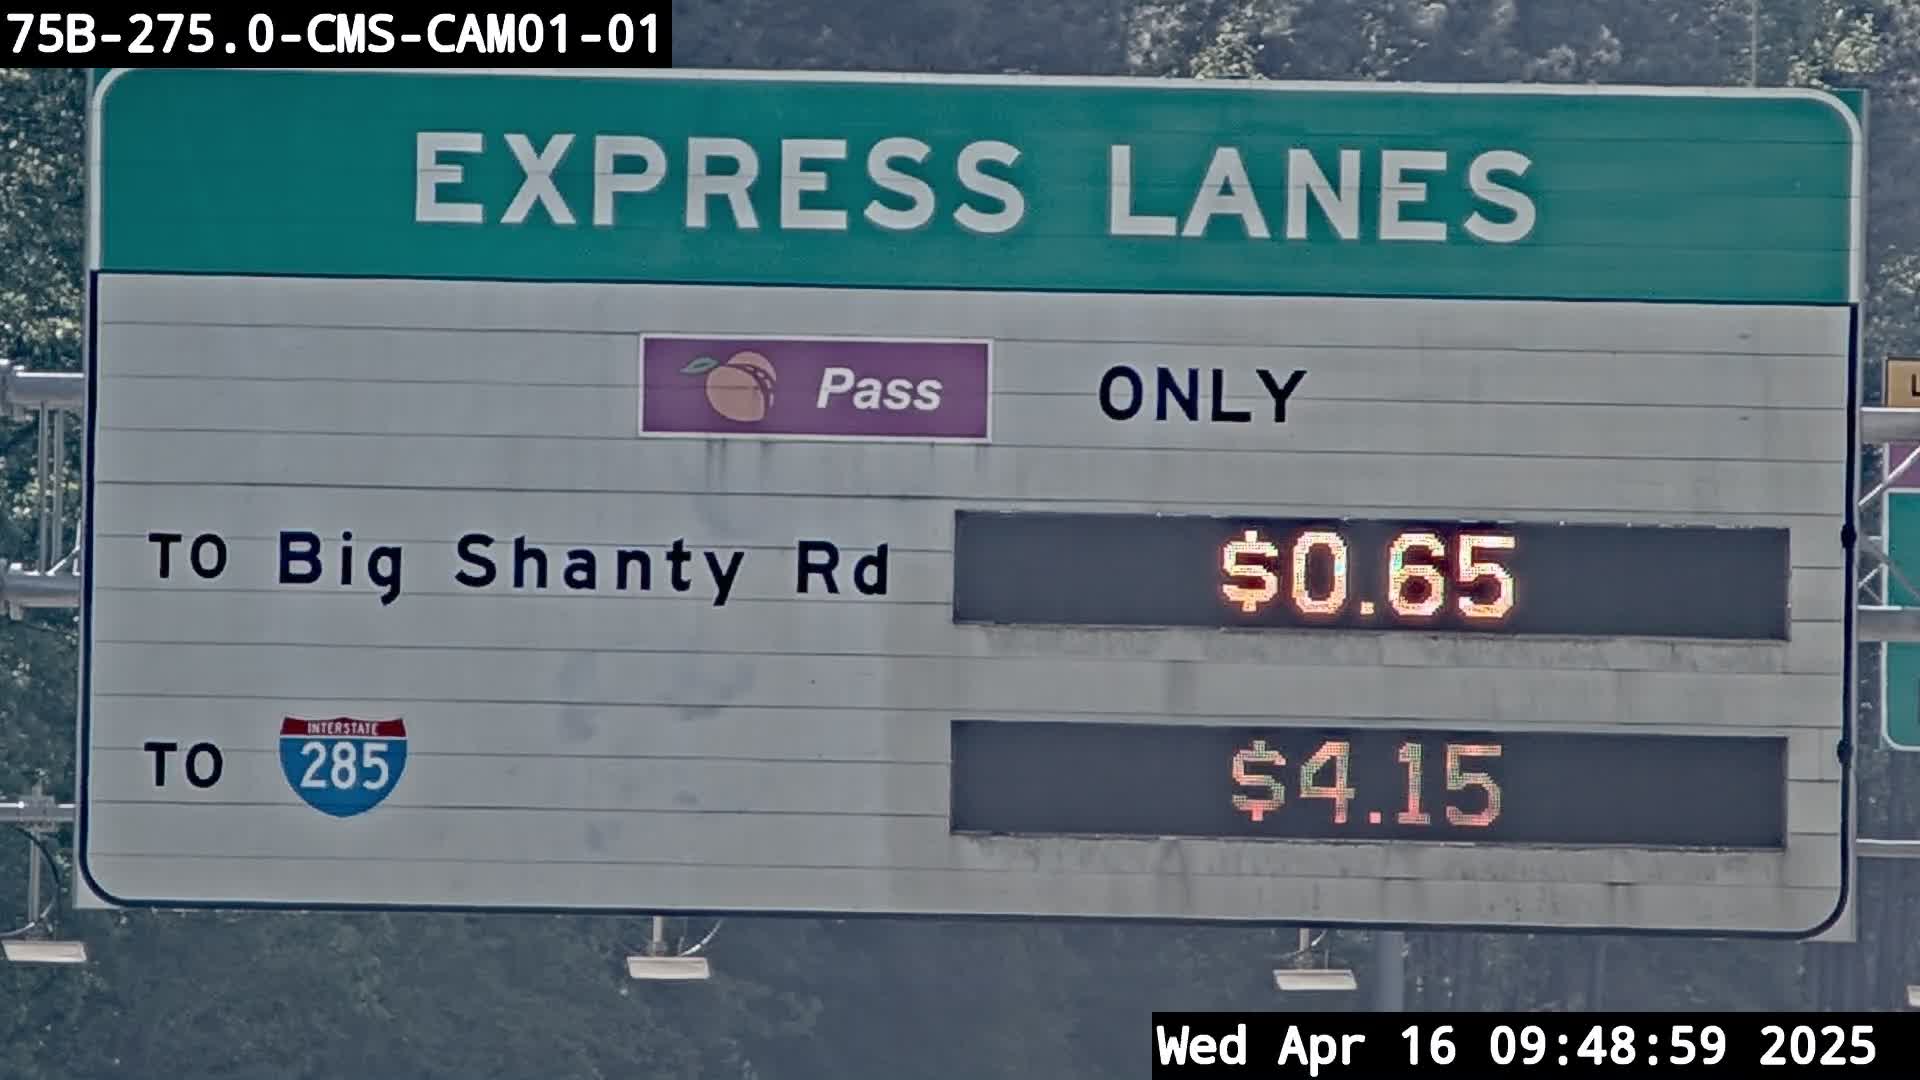 75B-275.0-CMS-CAM01-01
EXPRESS LANES
Pass ONLY
TO Big Shanty Rd $0.65
INTERSTATE
TO 285 $4.15
Wed Apr 16 09:48:59 2025